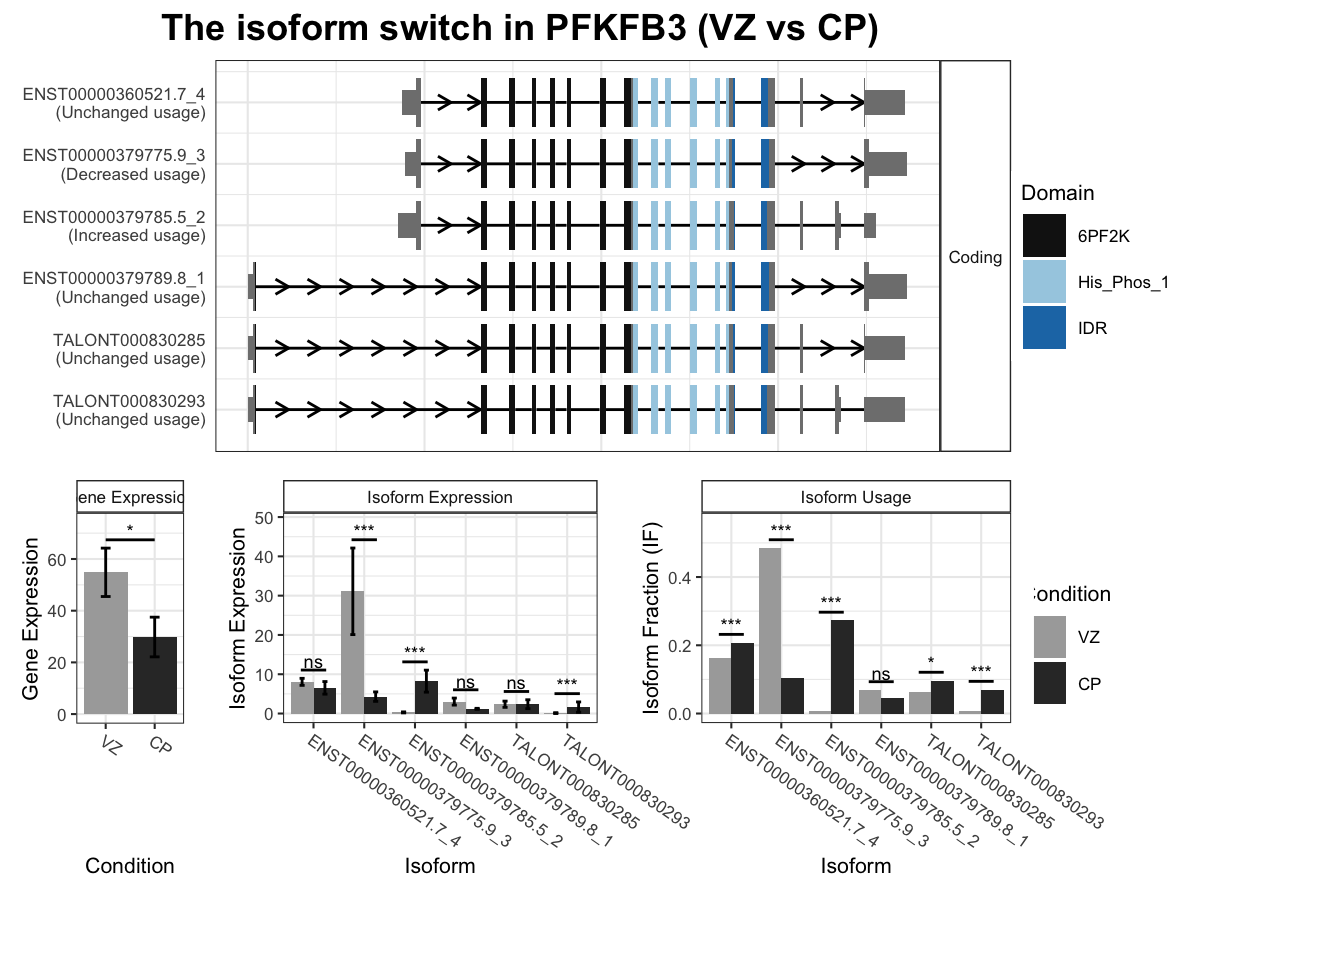 The isoform switch in PFKFB3 (VZ vs CP)
ENST00000360521.7_4
(Unchanged usage)
ENST00000379775.9_3
(Decreased usage)
ENST00000379785.5_2
(Increased usage)
ENST00000379789.8_1
(Unchanged usage)
TALONT000830285
(Unchanged usage)
TALONT000830293
(Unchanged usage)
Coding
Domain
6PF2K
His_Phos_1
IDR
ene Expressio
Gene Expression
60
40
20
0
*
VZ
CP
Condition
Isoform Expression
Isoform Expression
50
40
30
20
10
0
ns
***
***
ns
ns
***
ENST00000360521.7_4
ENST00000379775.9_3
ENST00000379785.5_2
ENST00000379789.8_1
TALONT000830285
TALONT000830293
Isoform
Isoform Usage
Isoform Fraction (IF)
0.4
0.2
0.0
***
***
***
ns
*
***
ENST00000360521.7_4
ENST00000379775.9_3
ENST00000379785.5_2
ENST00000379789.8_1
TALONT000830285
TALONT000830293
Isoform
Condition
VZ
CP